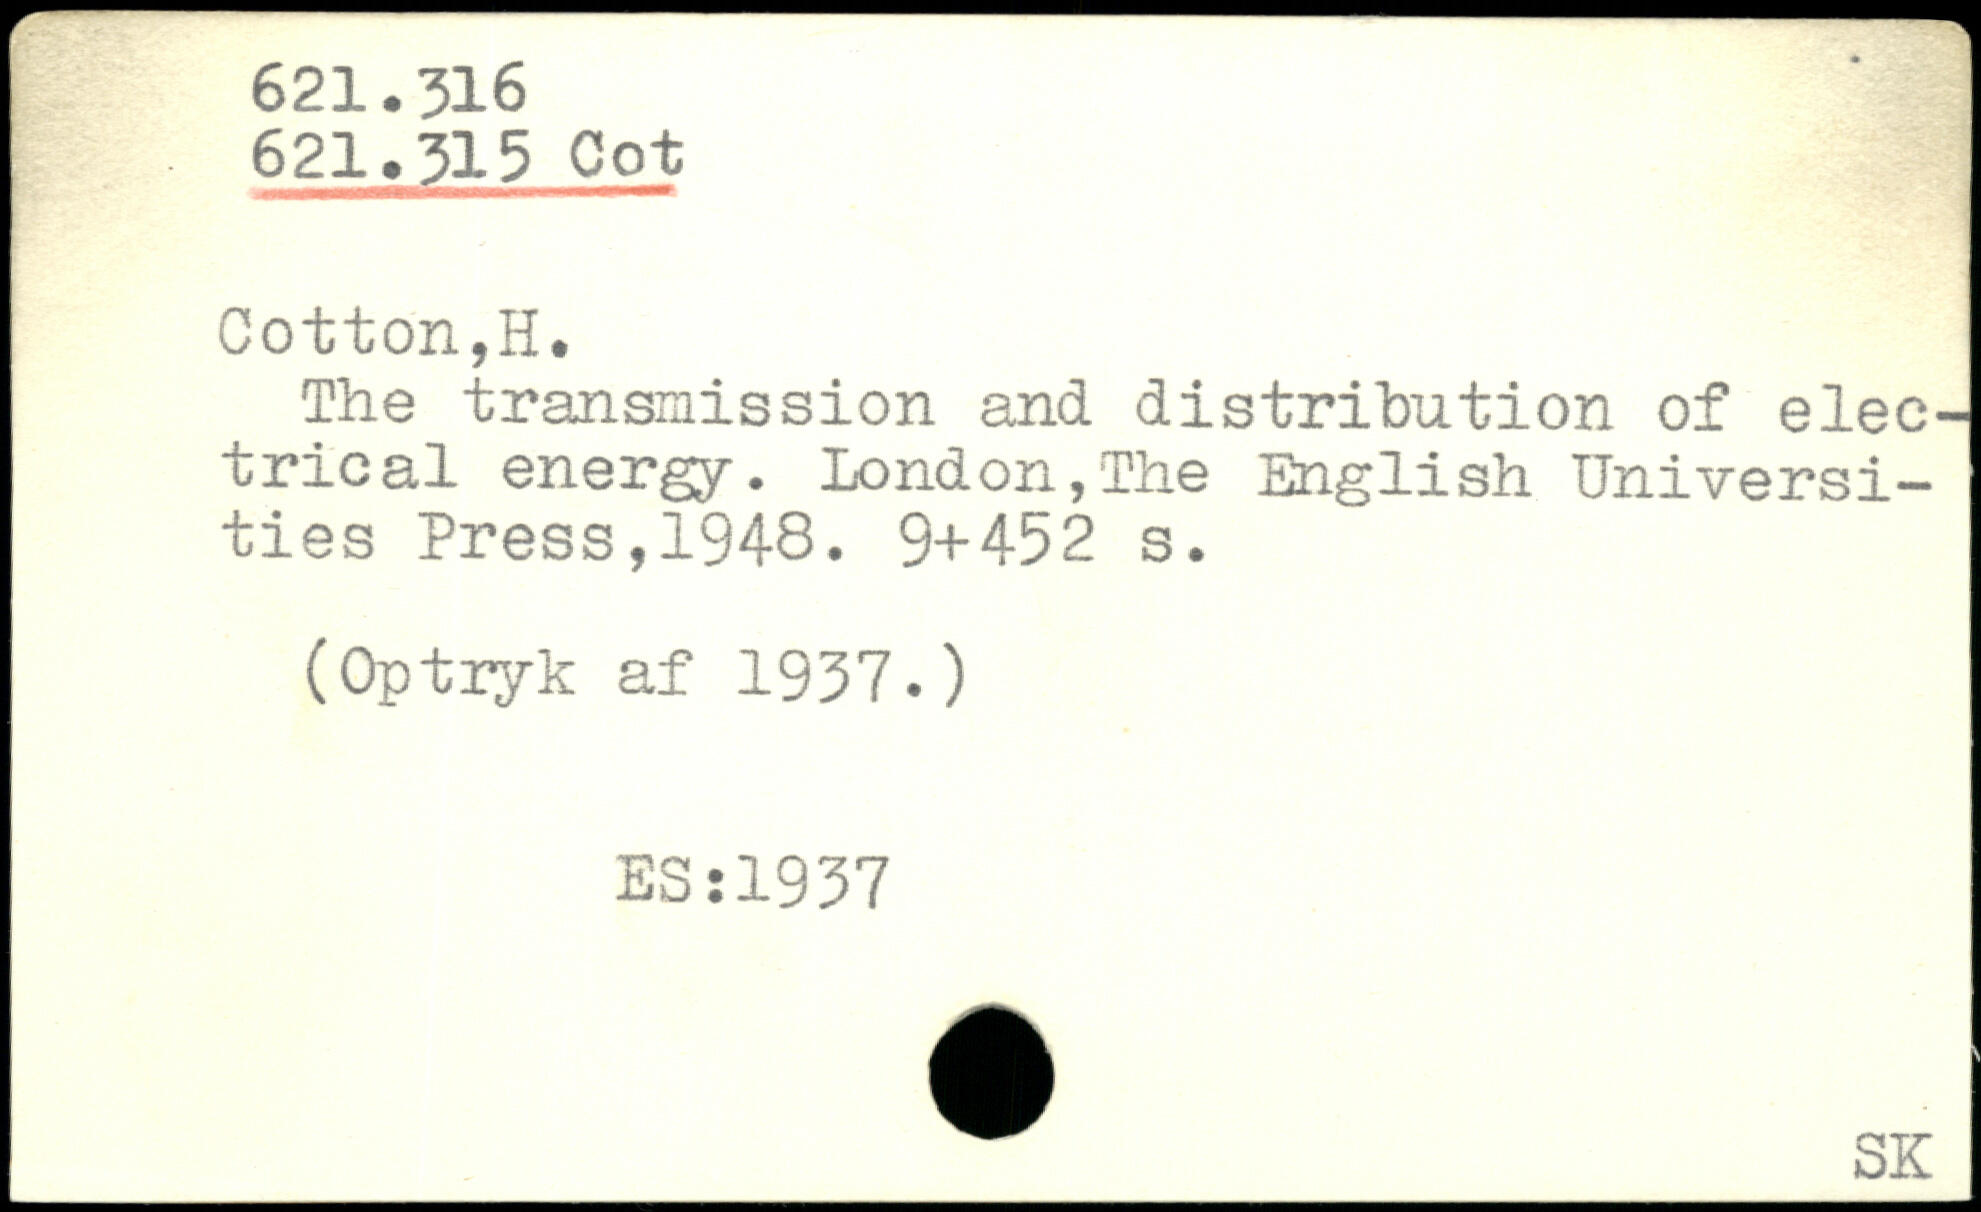 621.316
621.315 Cot
Cotton,H.
The transmission and distribution of elec-
trical energy. London,The English Universi-
ties Press,1948. 9+452 s.
(Optryk af 1937.)
ES:1937
SK